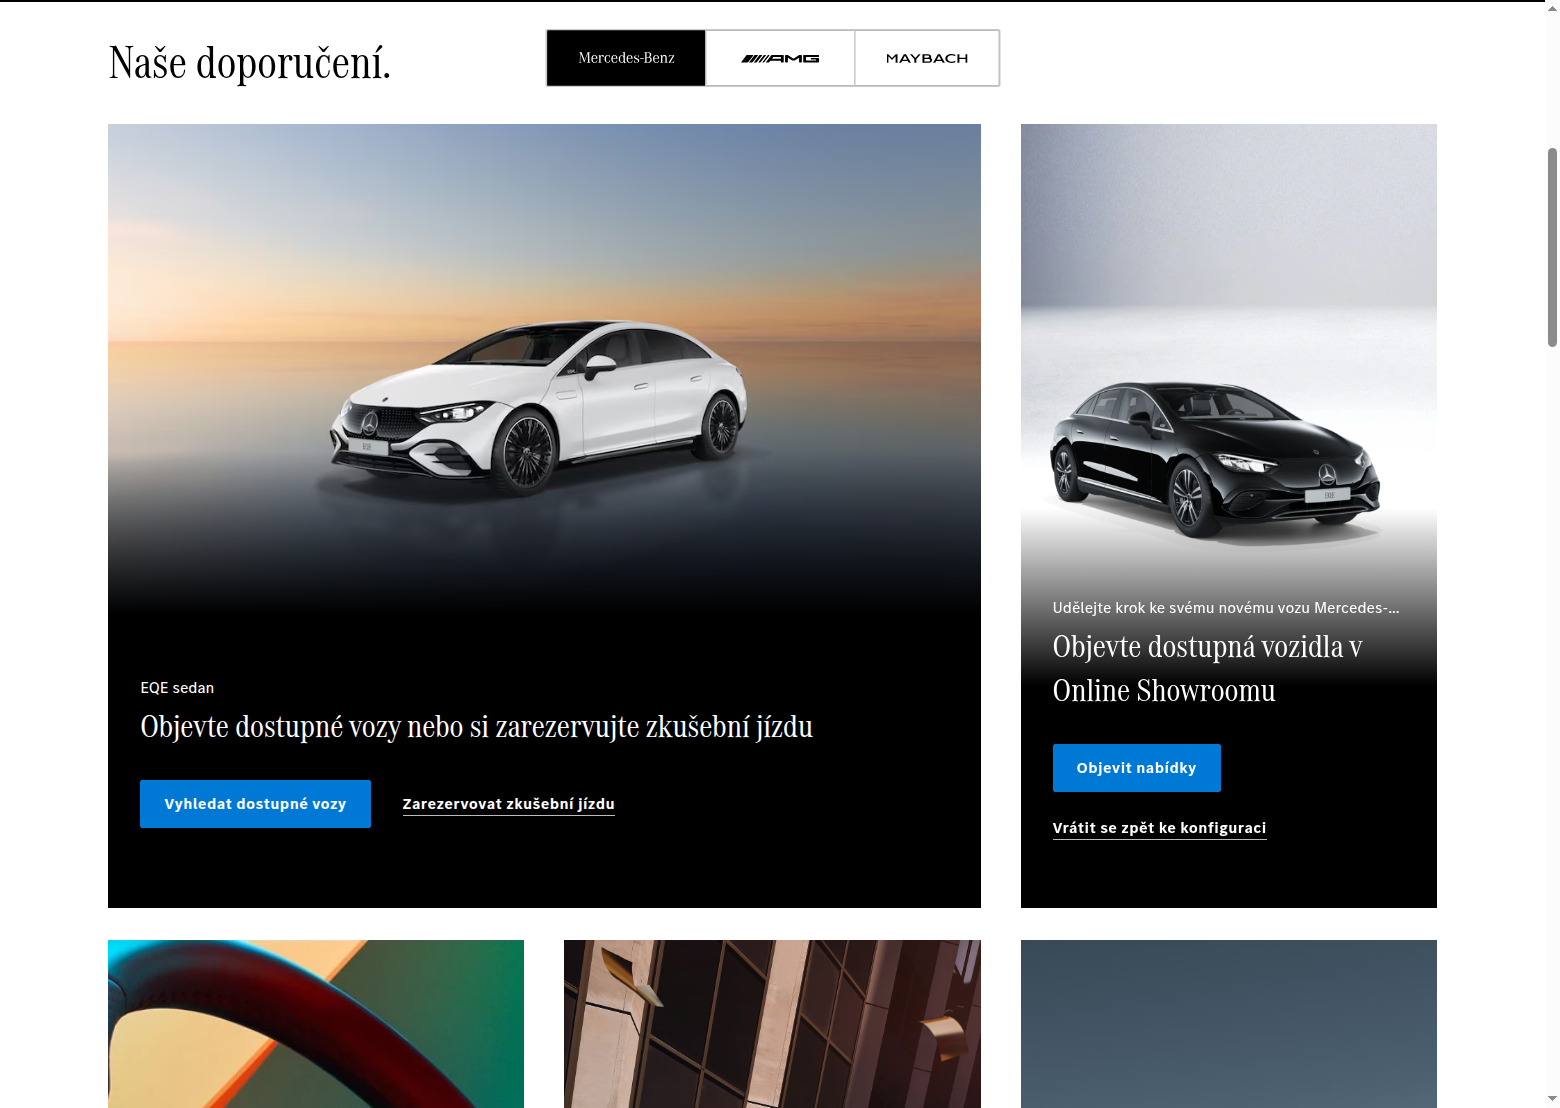 Naše doporučení.
Mercedes-Benz
AMG
MAYBACH
EQE sedan
Objevte dostupné vozy nebo si zarezervujte zkušební jízdu
Vyhledat dostupné vozy
Zarezervovat zkušební jízdu
EQE
Udělejte krok ke svému novému vozu Mercedes-...
Objevte dostupná vozidla v
Online Showroomu
Objevit nabídky
Vrátit se zpět ke konfiguraci